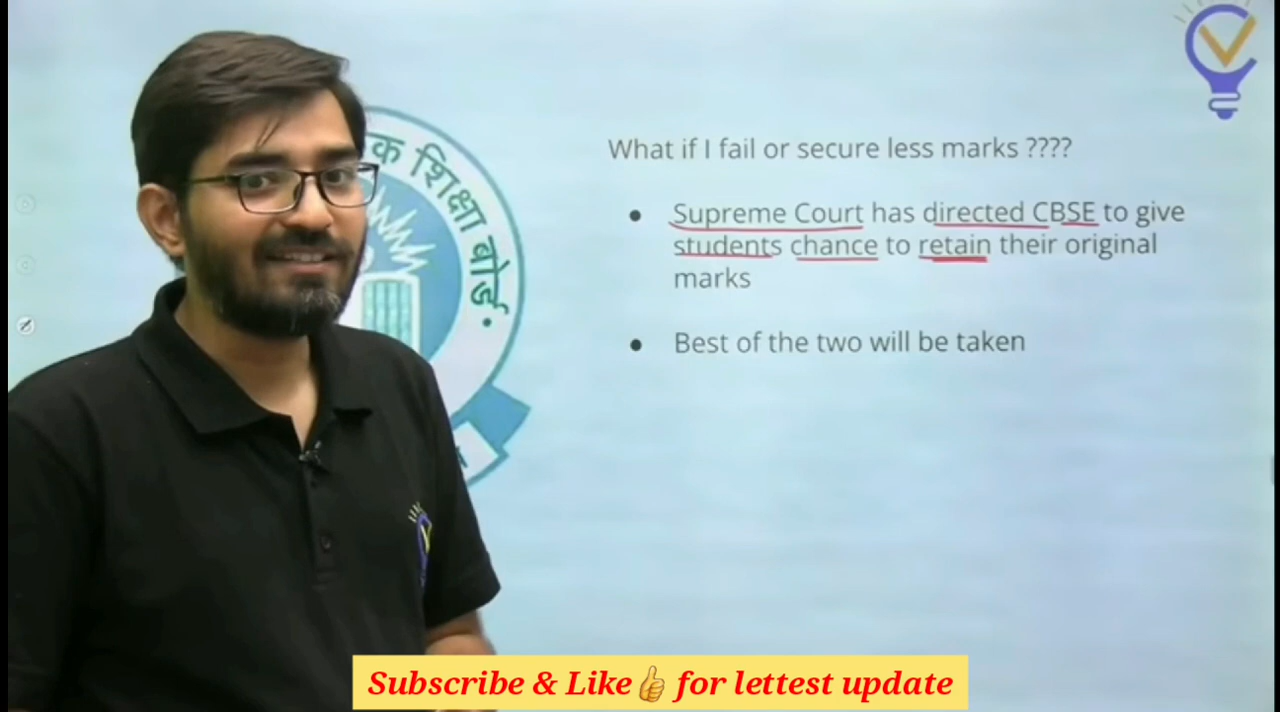 What if I fail or secure less marks ????
● Supreme Court has directed CBSE to give
students chance to retain their original
marks
● Best of the two will be taken
क शिक्षा बोर्ड
Subscribe & Like👍 for lettest update